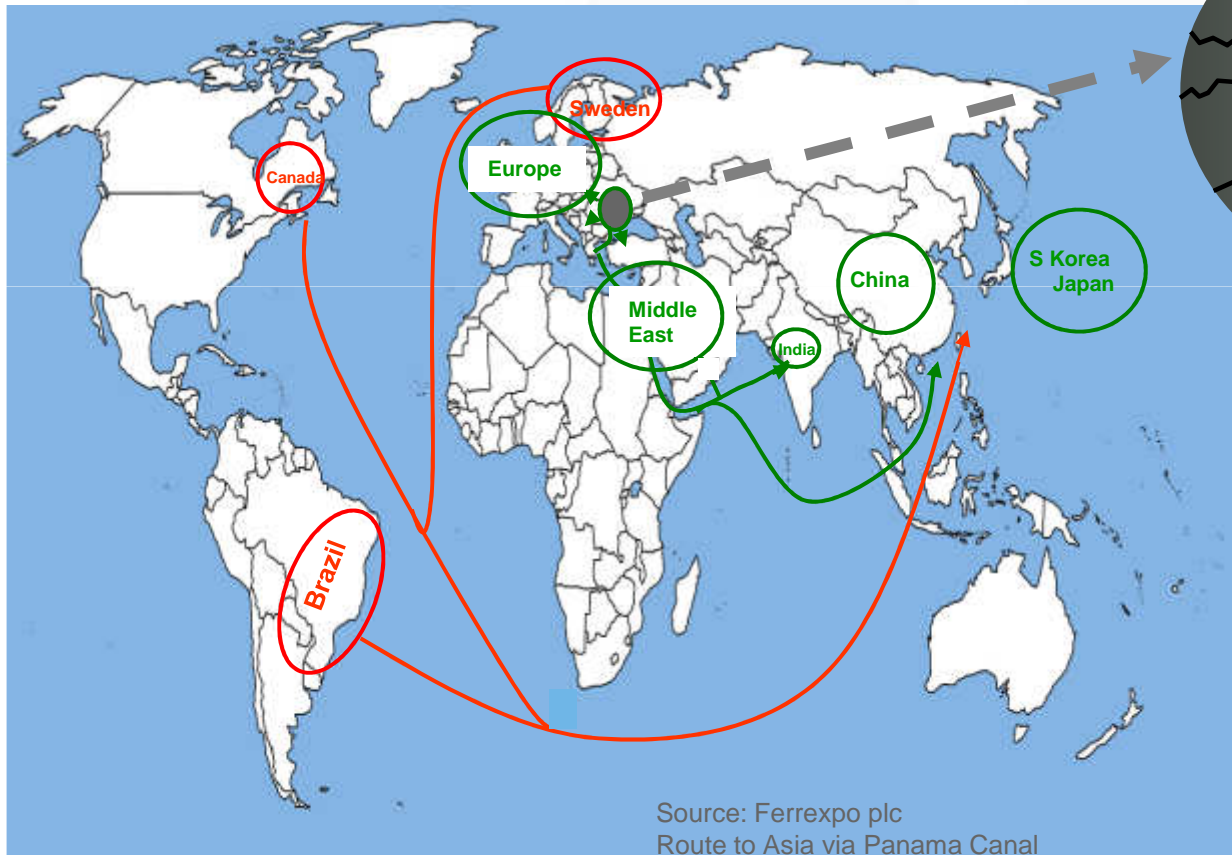 Sweden
Europe
Canada
S Korea
Japan
China
Middle
East
India
Brazil
Source: Ferrexpo plc
Route to Asia via Panama Canal